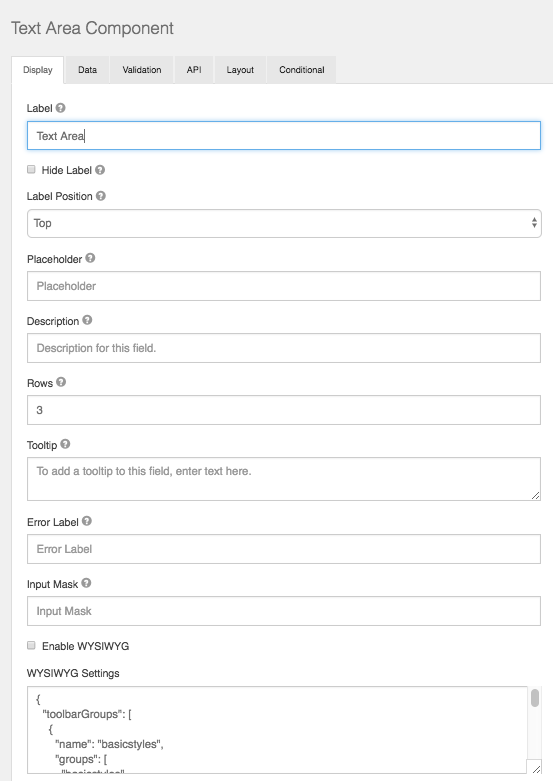 Text Area Component
Display Data Validation API Layout Conditional
Label ?
Text Area
Hide Label ?
Label Position ?
Top
Placeholder ?
Placeholder
Description ?
Description for this field.
Rows ?
3
Tooltip ?
To add a tooltip to this field, enter text here.
Error Label ?
Error Label
Input Mask ?
Input Mask
Enable WYSIWYG
WYSIWYG Settings
{
"toolbarGroups": [
{
"name": "basicstyles",
"groups": [
"basicstyles"